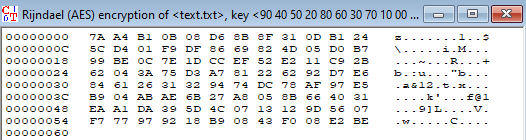 Rijndael (AES) encryption of <text.txt>, key <90 40 50 20 80 60 30 70 10 00 ...
00000000 7A A4 B1 0B 08 D6 8B 8F 31 0D B1 24 z.......1..$
0000000C 5C CD 01 F9 DF 86 69 82 4D 05 D0 B7 \.....i.M...
00000018 99 BE 0C 7E 1D CC EF 52 E2 11 C9 2B ...~...R...+
00000024 62 04 3A 75 D3 A7 81 22 62 92 D7 E6 b.:u..."b...
00000030 84 61 26 31 32 94 74 DC 78 AF 97 E5 .a&12.t.x...
0000003C B9 04 AB AE 6B 27 A8 05 8B 66 40 31 ....k'...f@1
00000048 EA A1 DA 39 5D 4C 07 13 12 9D 56 07 ...9]L....V.
00000054 F7 77 97 92 18 B9 08 43 F0 08 E2 BE .w.....C....
00000060